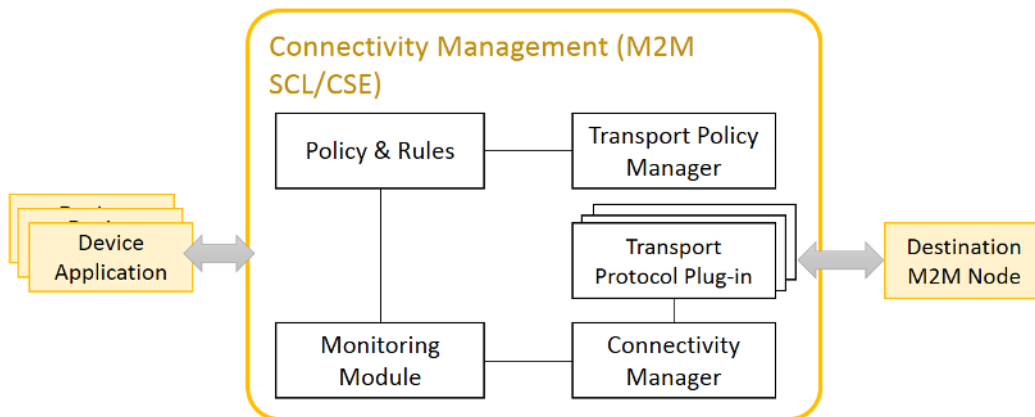 Connectivity Management (M2M
SCL/CSE)
Policy & Rules
Transport Policy
Manager
Device
Application
Transport
Protocol Plug-in
Destination
M2M Node
Monitoring
Module
Connectivity
Manager